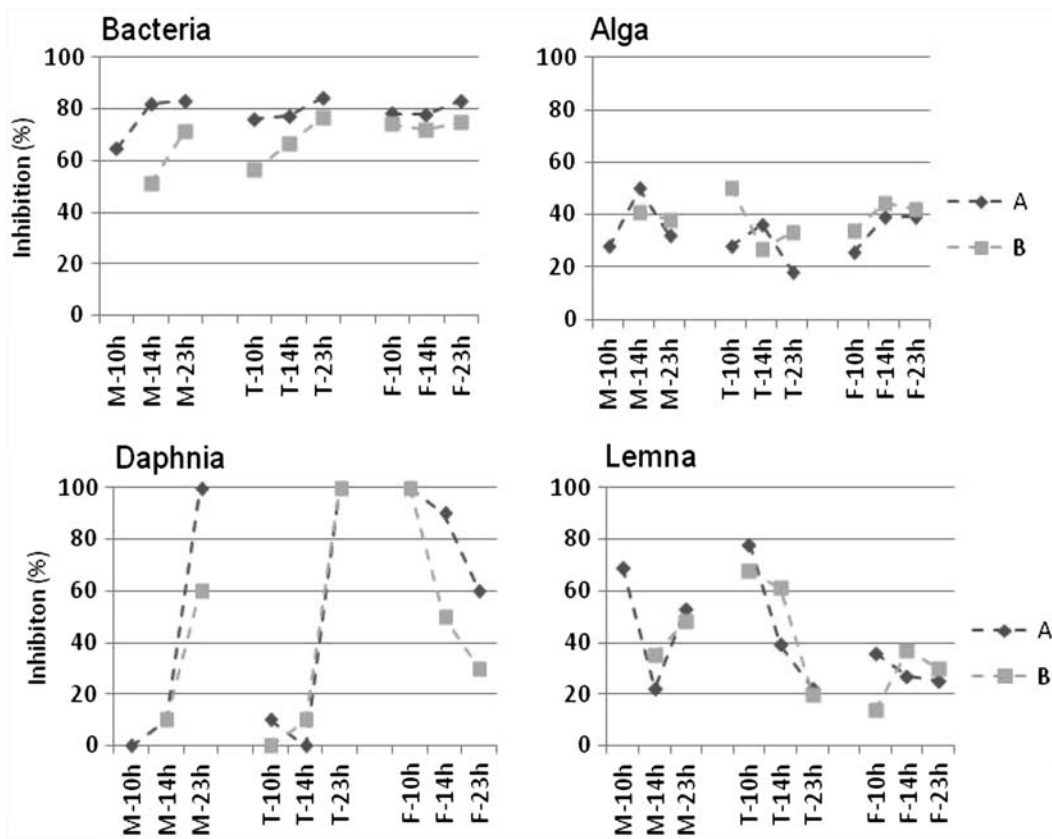 Bacteria
Inhibition (%)
100
80
60
40
20
0
M-10h
M-14h
M-23h
T-10h
T-14h
T-23h
F-10h
F-14h
F-23h
Alga
100
80
60
40
20
0
M-10h
M-14h
M-23h
T-10h
T-14h
T-23h
F-10h
F-14h
F-23h
A
B
Daphnia
Inhibiton (%)
100
80
60
40
20
0
M-10h
M-14h
M-23h
T-10h
T-14h
T-23h
F-10h
F-14h
F-23h
Lemna
100
80
60
40
20
0
M-10h
M-14h
M-23h
T-10h
T-14h
T-23h
F-10h
F-14h
F-23h
A
B